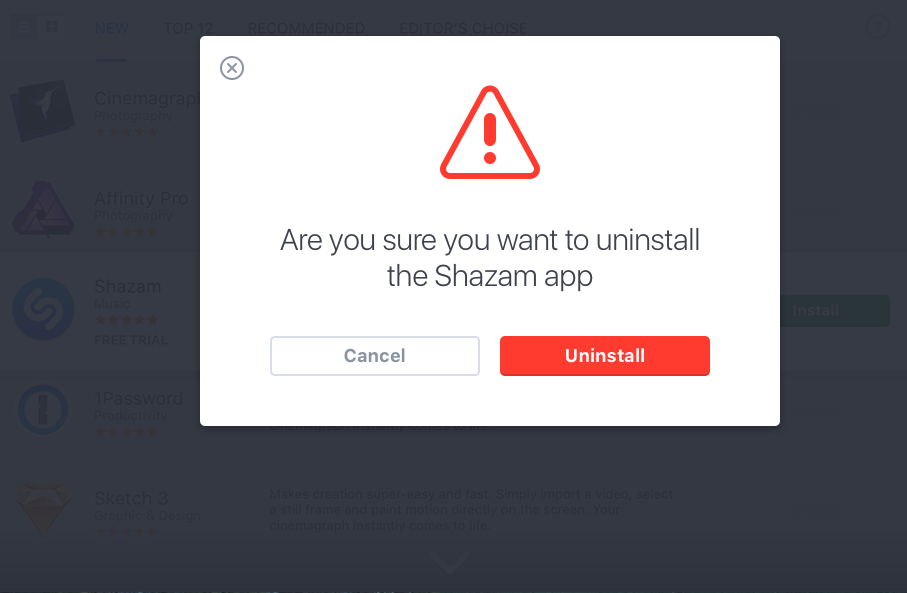 NEW TOP 12 RECOMMENDED EDITOR'S CHOISE
Cinemagrap
Photography
Affinity Pro
Photography
Are you sure you want to uninstall
the Shazam app
Shazam
Music
FREE TRIAL
Install
Cancel Uninstall
1Password
Productivity
Cinemagraph instantly comes to life.
Sketch 3
Graphic & Design
Makes creation super-easy and fast. Simply import a video, select
a still frame and paint motion directly on the screen. Your
cinemagraph instantly comes to life.